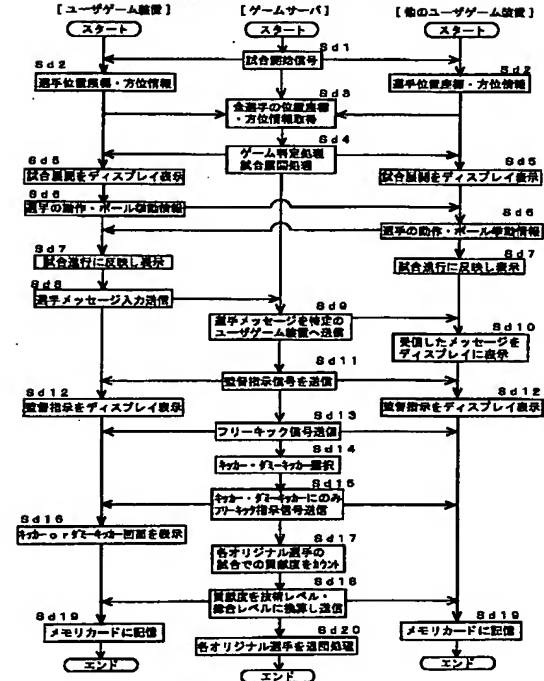 [ユーザゲーム装置]
[ゲームサーバ]
[他のユーザゲーム装置]
スタート
スタート
スタート
Sd1
試合開始信号
Sd2
選手位置座標・方位情報
Sd2
選手位置座標・方位情報
Sd3
全選手の位置座標
・方位情報取得
Sd4
ゲーム判定処理
試合展開処理
Sd5
試合展開をディスプレイ表示
Sd5
試合展開をディスプレイ表示
Sd6
選手の動作・ボール挙動情報
Sd6
選手の動作・ボール挙動情報
Sd7
試合進行に反映し表示
Sd7
試合進行に反映し表示
Sd8
選手メッセージ入力送信
Sd9
選手メッセージを特定の
ユーザゲーム装置へ送信
Sd10
受信したメッセージを
ディスプレイに表示
Sd11
監督指示信号を送信
Sd12
監督指示をディスプレイ表示
Sd12
監督指示をディスプレイ表示
Sd13
フリーキック信号送信
Sd14
キッカー・ダミーキッカー選択
Sd15
キッカー・ダミーキッカーにのみ
フリーキック指示信号送信
Sd16
キッカーorダミーキッカー画面を表示
Sd17
各オリジナル選手の
試合での貢献度をカウント
Sd18
貢献度を技術レベル・
総合レベルに換算し送信
Sd19
メモリカードに記憶
Sd19
メモリカードに記憶
Sd20
各オリジナル選手を退団処理
エンド
エンド
エンド